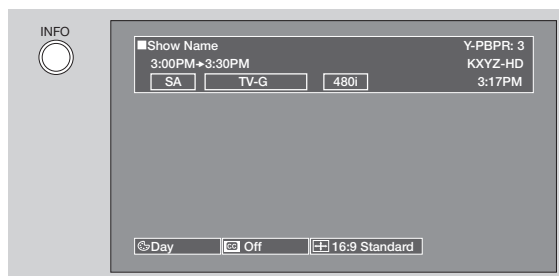 INFO
■Show Name Y-PBPR: 3
3:00PM→3:30PM KXYZ-HD
SA TV-G 480i 3:17PM
Day CC Off 16:9 Standard